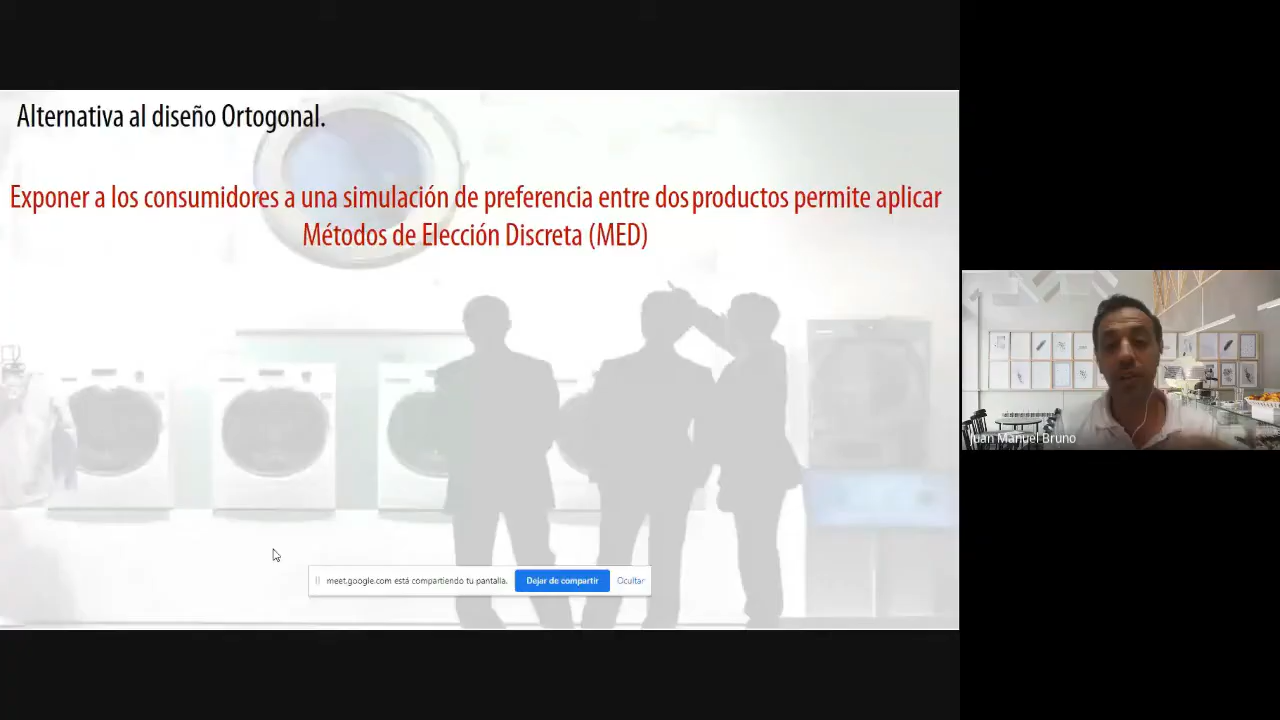 Alternativa al diseño Ortogonal.
Exponer a los consumidores a una simulación de preferencia entre dos productos permite aplicar
Métodos de Elección Discreta (MED)
meet.google.com está compartiendo tu pantalla. Dejar de compartir Ocultar
Juan Manuel Bruno